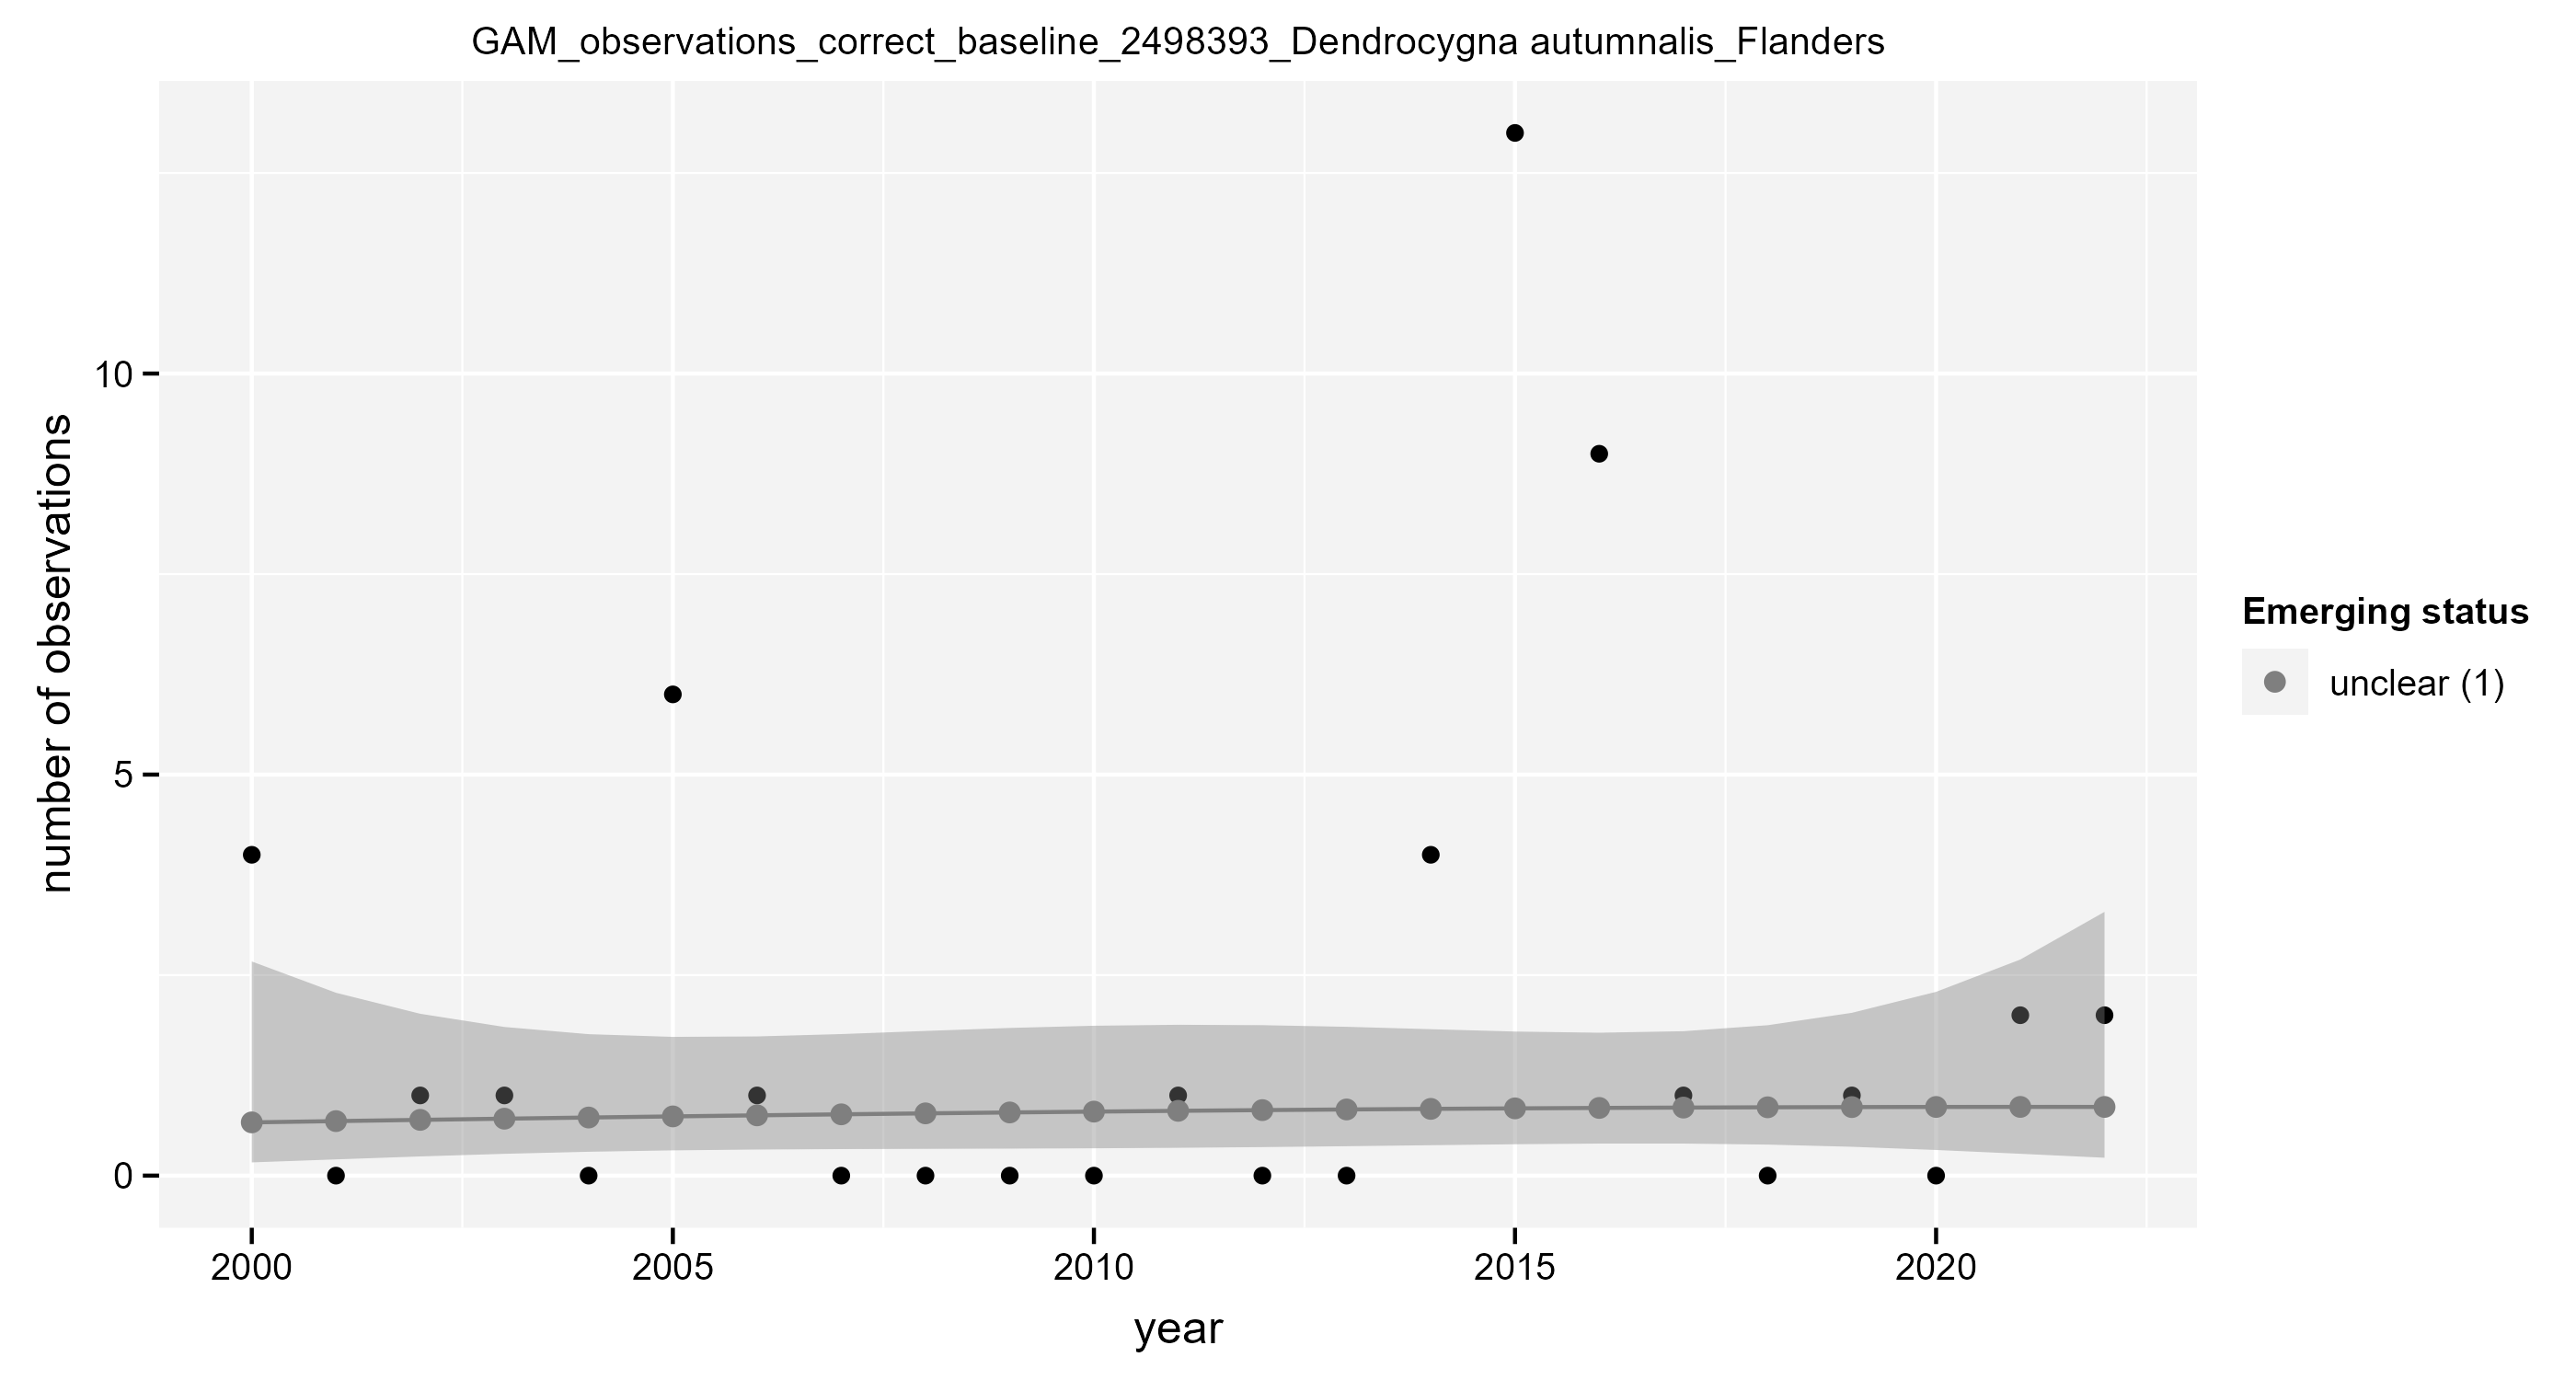 GAM_observations_correct_baseline_2498393_Dendrocygna autumnalis_Flanders
number of observations
10
5
0
2000 2005 2010 2015 2020
year
Emerging status
unclear (1)